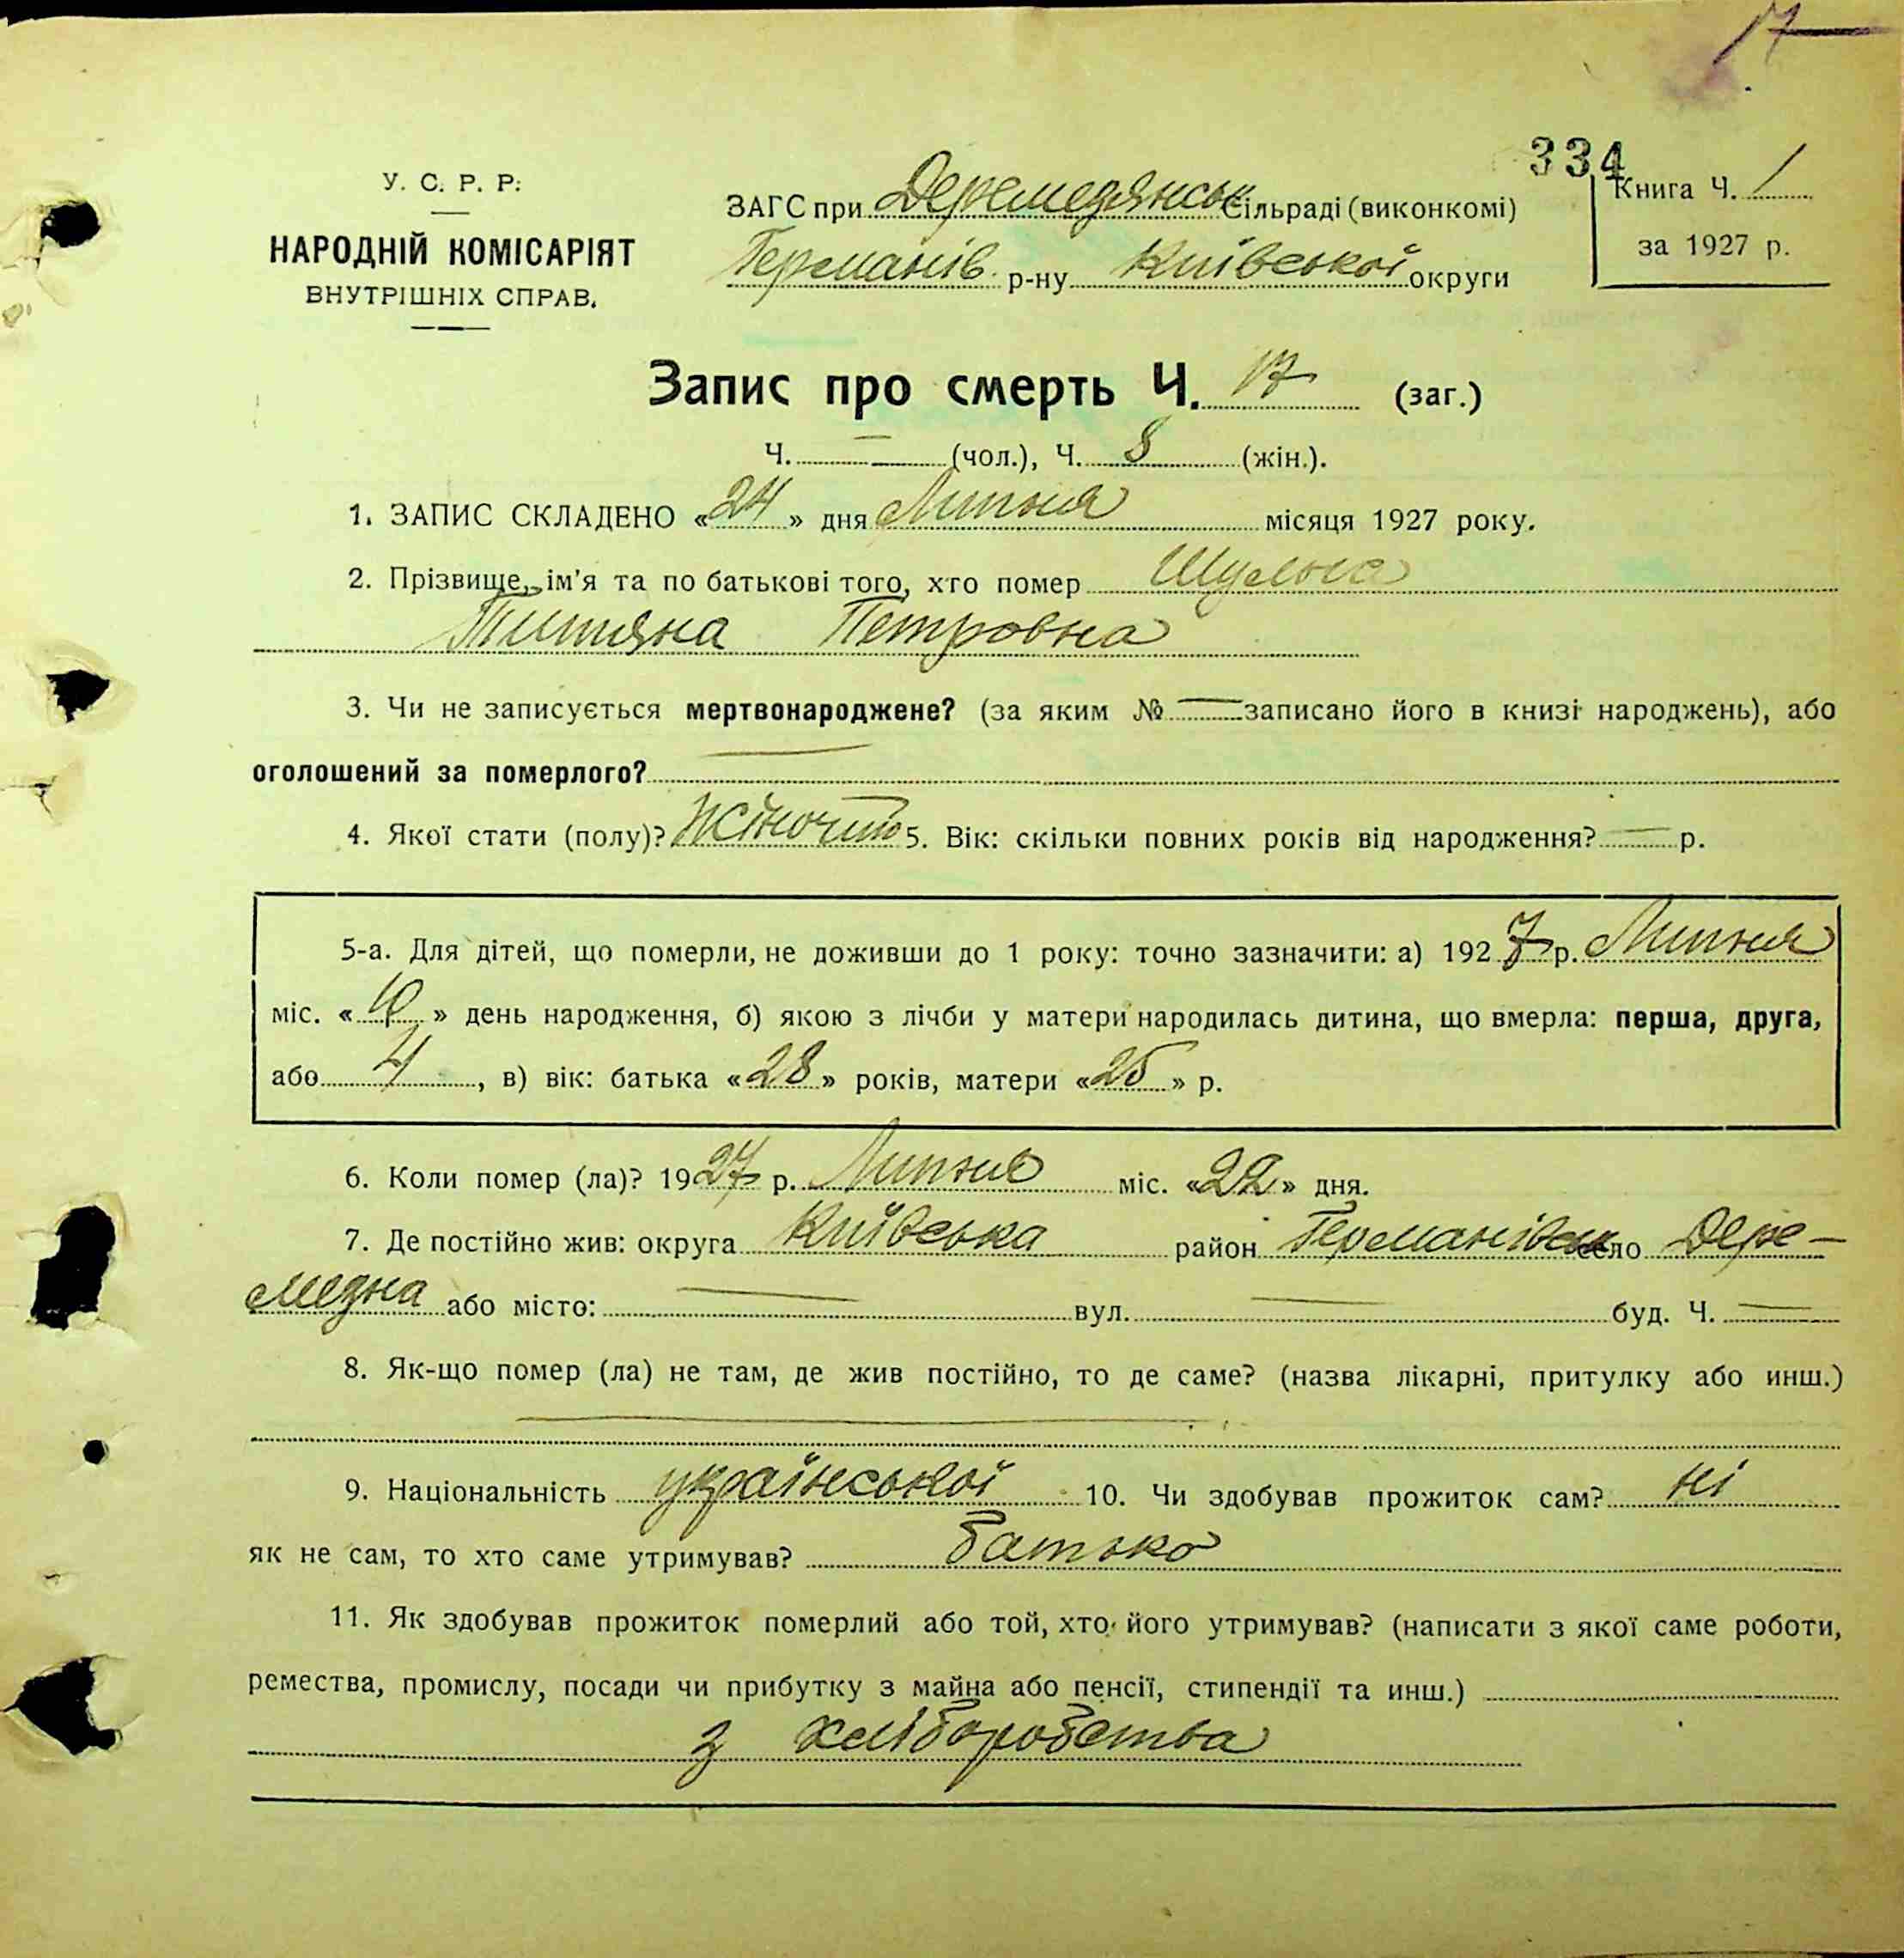 17
334
У. С. Р. Р.
НАРОДНІЙ КОМІСАРІЯТ
ВНУТРІШНІХ СПРАВ.
ЗАГС при Деремедянськ Сільраді (виконкомі)
Германів. р-ну Київської округи
Книга Ч. 1
за 1927 р.
Запис про смерть Ч. 17 (заг.)
Ч. — (чол.), Ч. 8 (жін.).
1. ЗАПИС СКЛАДЕНО «24» дня Липня місяця 1927 року.
2. Прізвище, ім'я та по батькові того, хто помер Шульга
Титяна Петровна
3. Чи не записується мертвонароджене? (за яким № — записано його в книзі народжень), або
оголошений за померлого? —
4. Якої стати (полу)? Жіночит 5. Вік: скільки повних років від народження? — р.
5-а. Для дітей, що померли, не доживши до 1 року: точно зазначити: а) 1927 р. Липня
міс. «10» день народження, б) якою з лічби у матери народилась дитина, що вмерла: перша, друга,
або 4, в) вік: батька «28» років, матери «25» р.
6. Коли помер (ла)? 1927 р. Липня міс. «22» дня.
7. Де постійно жив: округа Київська район Германівськ село Дере-
медна або місто: — вул. — буд. Ч. —
8. Як-що помер (ла) не там, де жив постійно, то де саме? (назва лікарні, притулку або инш.)
—
9. Національність української 10. Чи здобував прожиток сам? ні
як не сам, то хто саме утримував? батько
11. Як здобував прожиток померлий або той, хто його утримував? (написати з якої саме роботи,
ремества, промислу, посади чи прибутку з майна або пенсії, стипендії та инш.)
з хліборобства